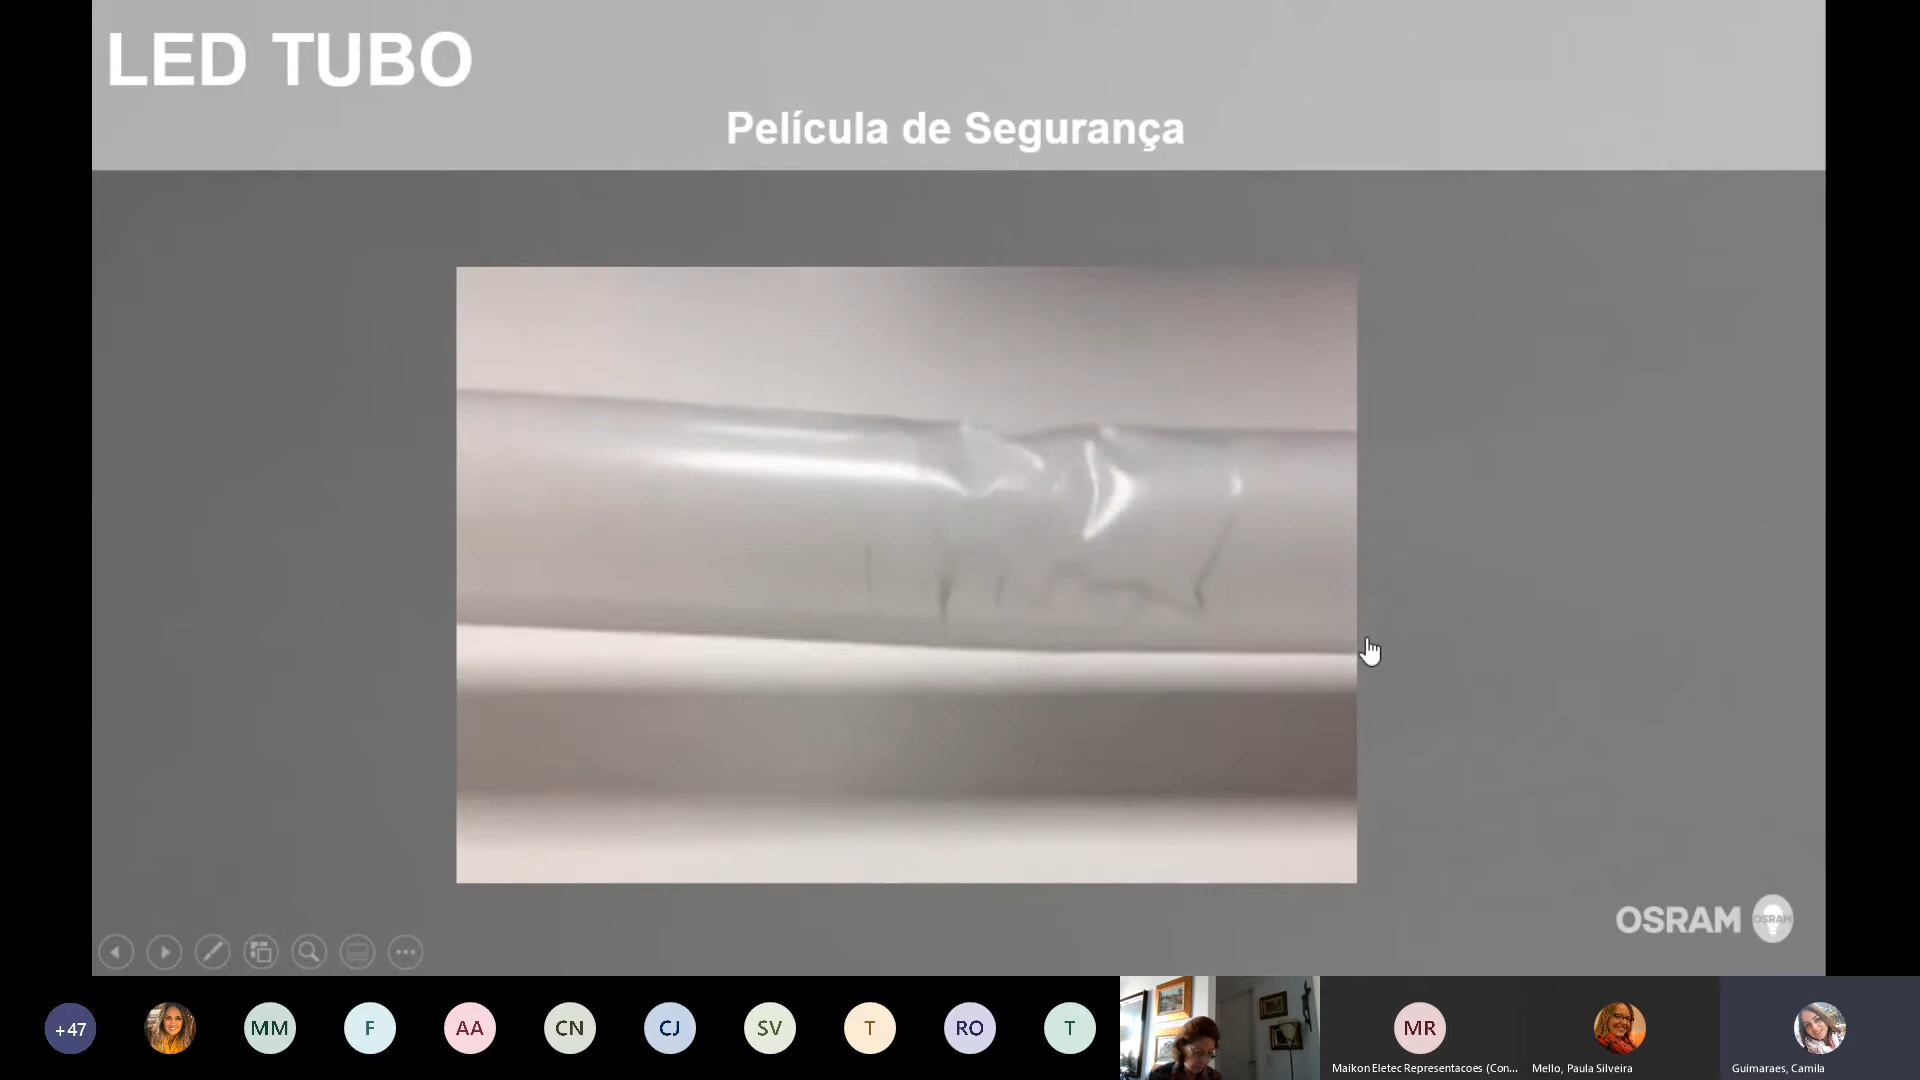 LED TUBO
Película de Segurança
OSRAM
OSRAM
+47
MM
F
AA
CN
CJ
SV
T
RO
T
MR
Maikon Eletec Representacoes (Con...
Mello, Paula Silveira
Guimaraes, Camila